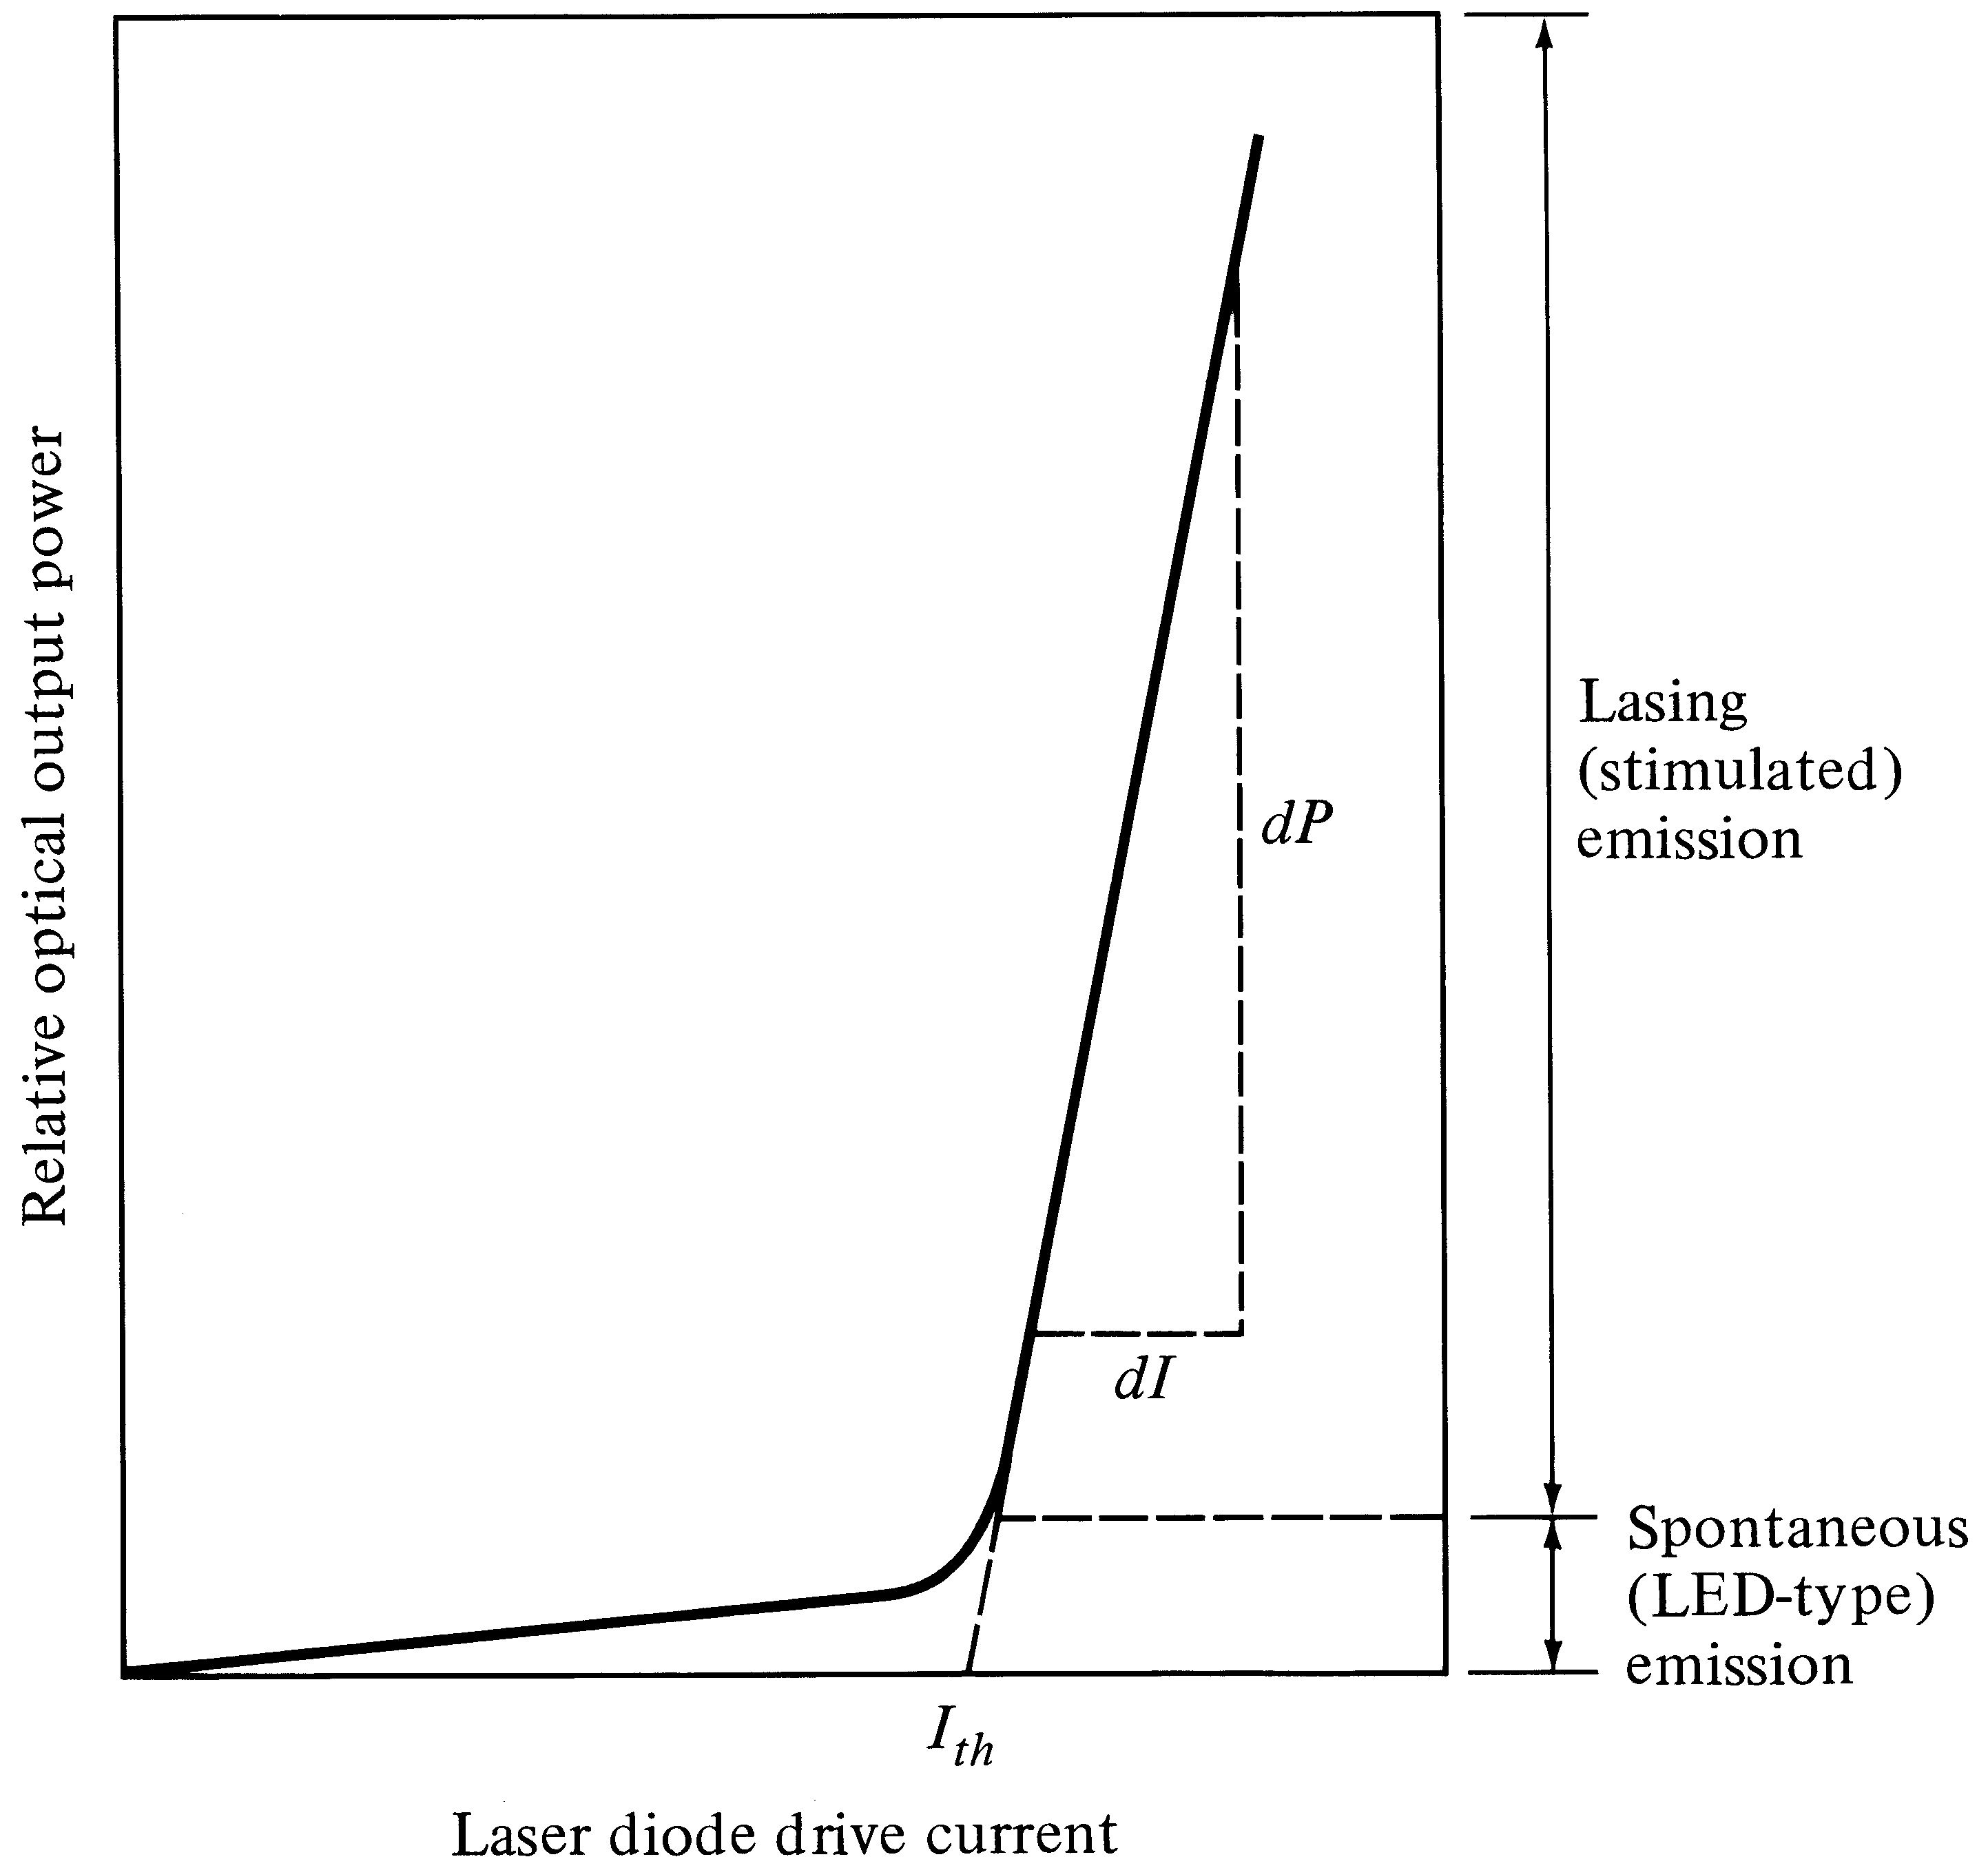 Relative optical output power
Lasing
(stimulated)
emission
dP
dI
Spontaneous
(LED-type)
emission
I_th
Laser diode drive current